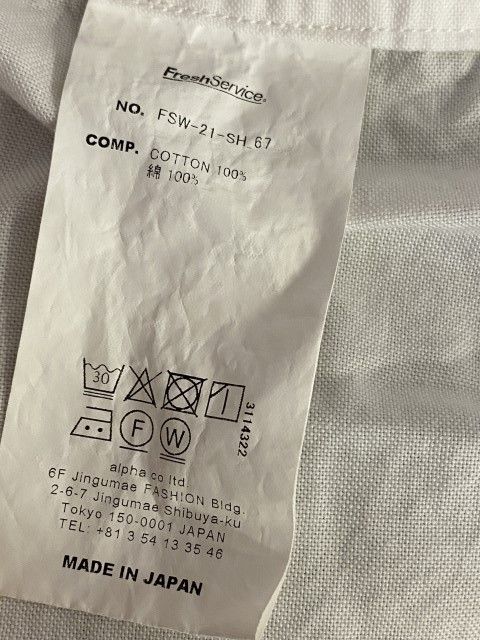 FreshService®
NO. FSW-21-SH_67
COMP. COTTON 100%
綿 100%
30
F W
3114322
alpha co ltd.
6F Jingumae FASHION Bldg.
2-6-7 Jingumae Shibuya-ku
Tokyo 150-0001 JAPAN
TEL: +81 3 54 13 35 46
MADE IN JAPAN